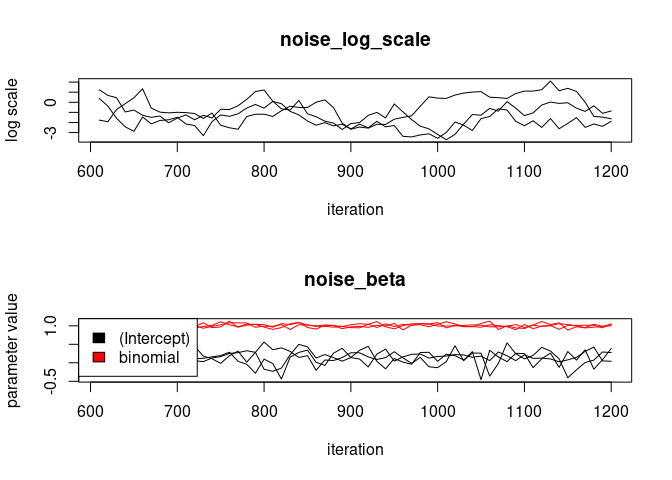 noise_log_scale
log scale
0
-3
600 700 800 900 1000 1100 1200
iteration
noise_beta
parameter value
1.0
-0.5
(Intercept)
binomial
600 700 800 900 1000 1100 1200
iteration